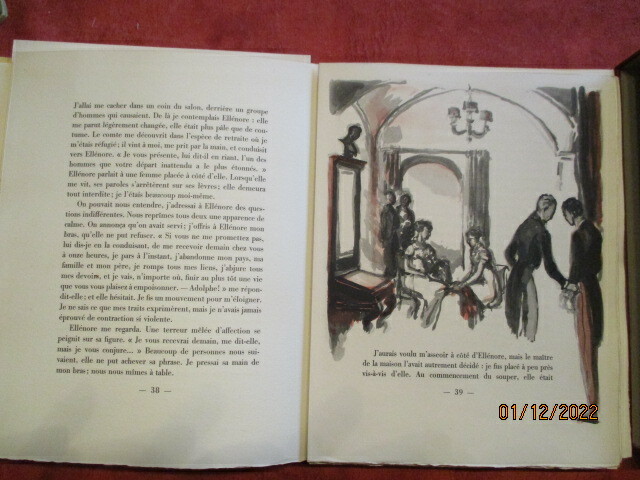 J'allai me cacher dans un coin du salon, derrière un groupe
d'hommes qui causaient. De là je contemplais Ellénore : elle
me parut légèrement changée, elle était plus pâle que de cou-
tume. Le comte me découvrit dans l'espèce de retraite où je
m'étais réfugié; il vint à moi, me prit par la main, et conduisit
vers Ellénore. « Je vous présente, lui dit-il en riant, l'un des
hommes que votre départ inattendu a le plus étonnés. »
Ellénore parlait à une femme placée à côté d'elle. Lorsqu'elle
me vit, ses paroles s'arrêtèrent sur ses lèvres; elle demeura
tout interdite; je l'étais beaucoup moi-même.
On pouvait nous entendre, j'adressai à Ellénore des ques-
tions indifférentes. Nous reprîmes tous deux une apparence de
calme. On annonça qu'on avait servi; j'offris à Ellénore mon
bras, qu'elle ne put refuser. « Si vous ne me promettez pas,
lui dis-je en la conduisant, de me recevoir demain chez vous
à onze heures, je pars à l'instant, j'abandonne mon pays, ma
famille et mon père, je romps tous mes liens, j'abjure tous
mes devoirs, et je vais, n'importe où, finir au plus tôt une vie
que vous vous plaisez à empoisonner. — Adolphe! » me répon-
dit-elle; et elle hésitait. Je fis un mouvement pour m'éloigner.
Je ne sais ce que mes traits exprimèrent, mais je n'avais jamais
éprouvé de contraction si violente.
Ellénore me regarda. Une terreur mêlée d'affection se
peignit sur sa figure. « Je vous recevrai demain, me dit-elle,
mais je vous conjure... » Beaucoup de personnes nous sui-
vaient, elle ne put achever sa phrase. Je pressai sa main de
mon bras; nous nous mîmes à table.
— 38 —
J'aurais voulu m'asseoir à côté d'Ellénore, mais le maître
de la maison l'avait autrement décidé : je fus placé à peu près
vis-à-vis d'elle. Au commencement du souper, elle était
— 39 —
01/12/2022